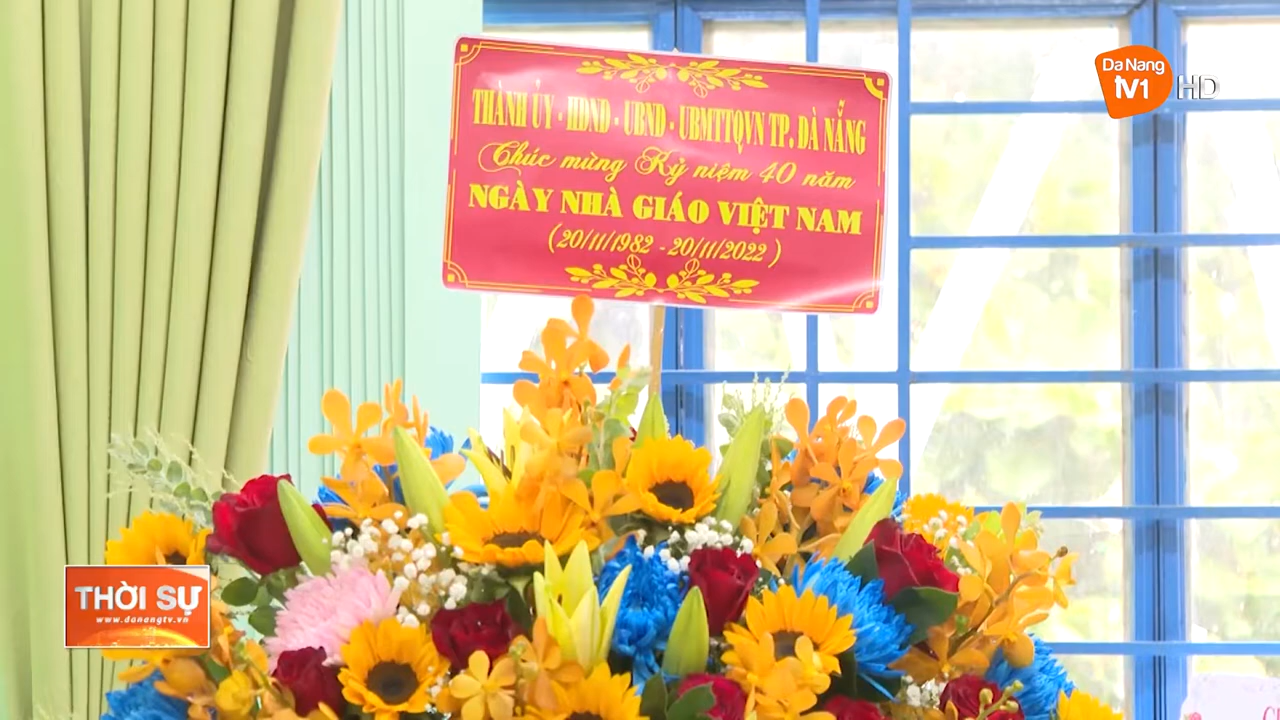 THÀNH ỦY - HĐND - UBND - UBMTTQVN TP. ĐÀ NẴNG
Chúc mừng Kỷ niệm 40 năm
NGÀY NHÀ GIÁO VIỆT NAM
(20/11/1982 - 20/11/2022)
Da Nang
TV1
HD
THỜI SỰ
www.danangtv.vn